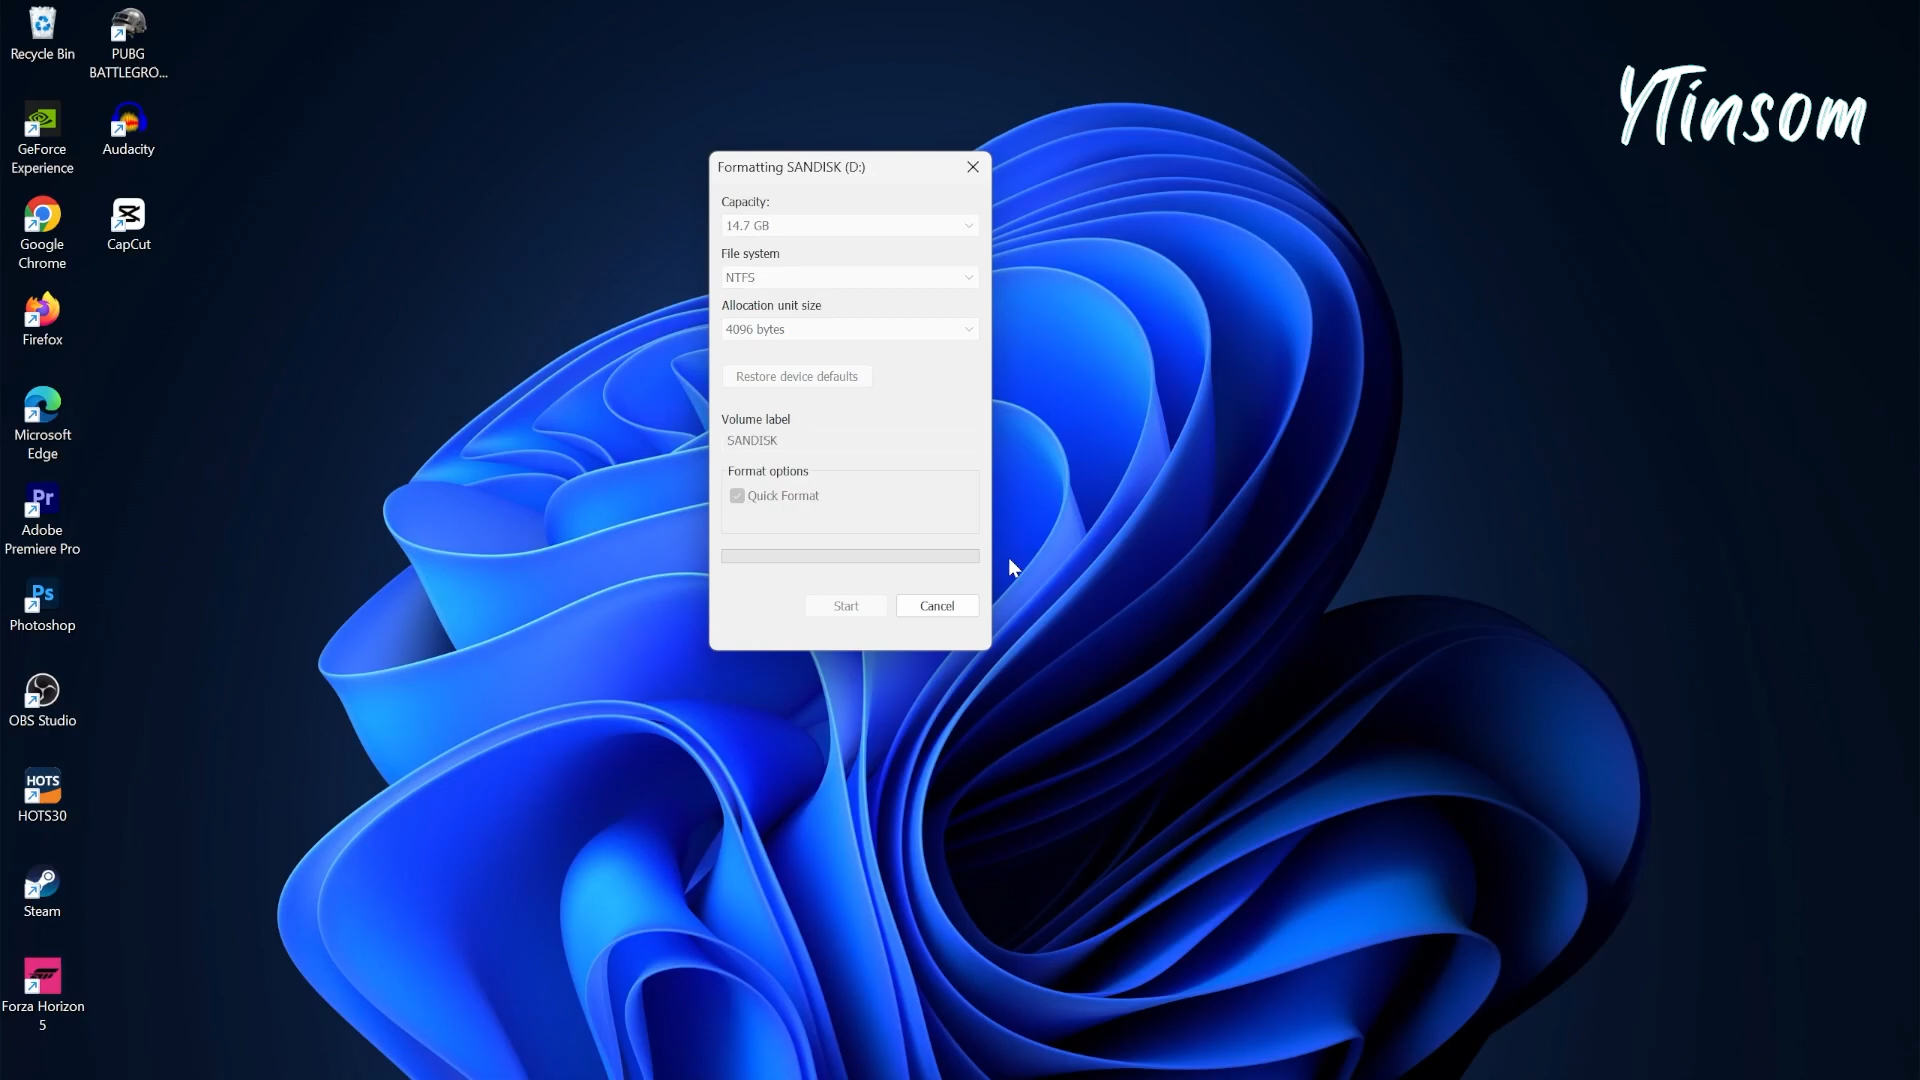 Recycle Bin
PUBG
BATTLEGRO...
GeForce
Experience
Audacity
Google
Chrome
CapCut
Firefox
Microsoft
Edge
Pr
Adobe
Premiere Pro
Ps
Photoshop
OBS Studio
HOTS
HOTS30
Steam
Forza Horizon
5
Formatting SANDISK (D:)
Capacity:
14.7 GB
File system
NTFS
Allocation unit size
4096 bytes
Restore device defaults
Volume label
SANDISK
Format options
Quick Format
Start
Cancel
YTinsom